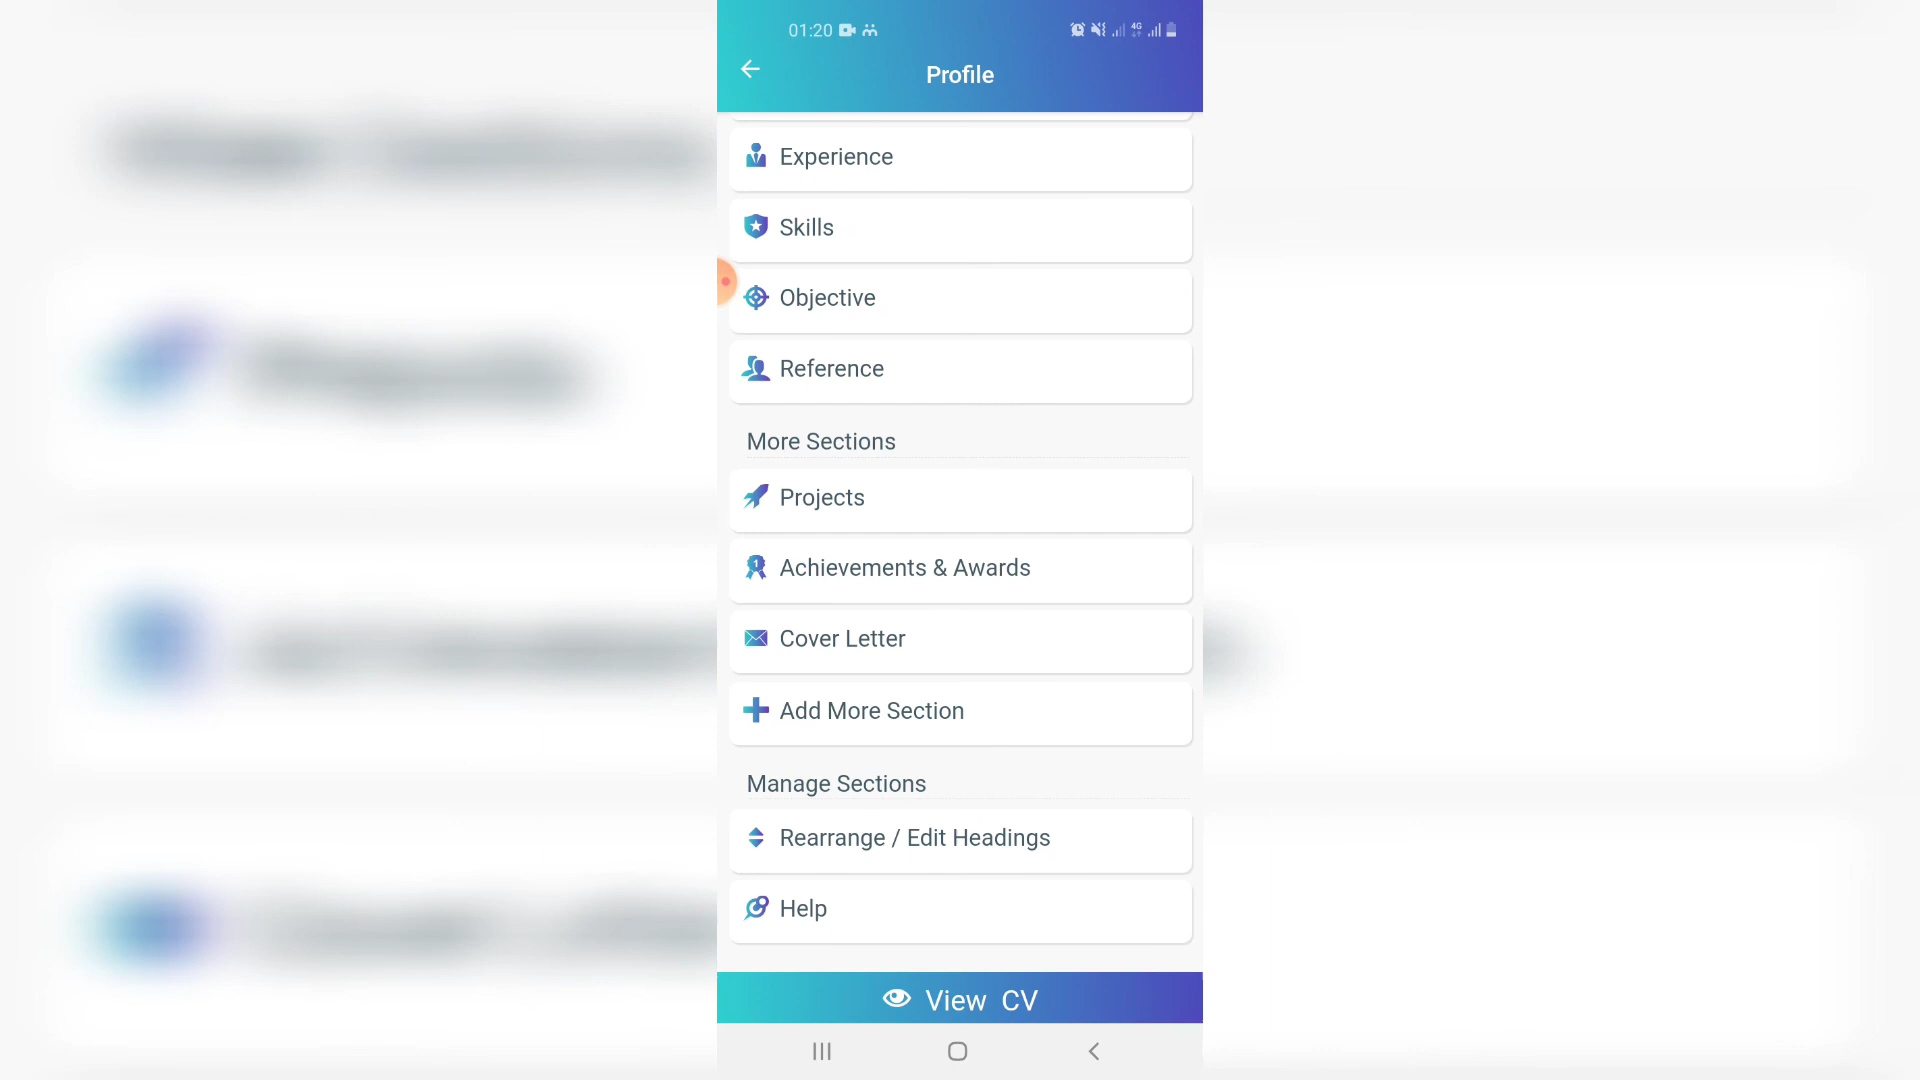 01:20
4G
Profile
Experience
Skills
Objective
Reference
More Sections
Projects
Achievements & Awards
Cover Letter
Add More Section
Manage Sections
Rearrange / Edit Headings
Help
View CV